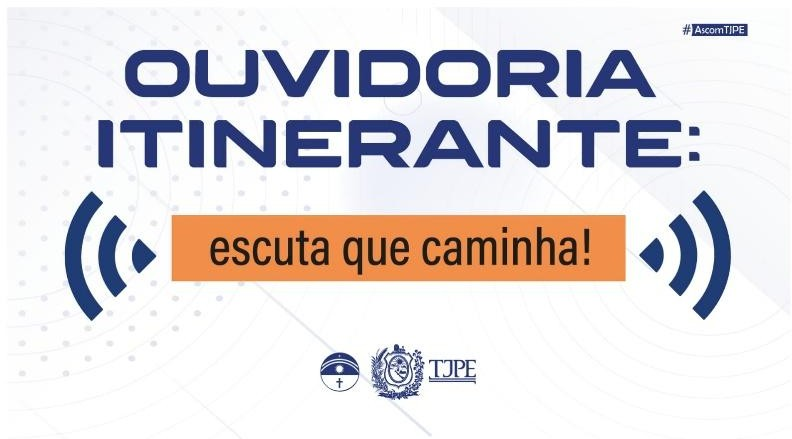 #AscomTJPE
OUVIDORIA
ITINERANTE:
escuta que caminha!
TJPE